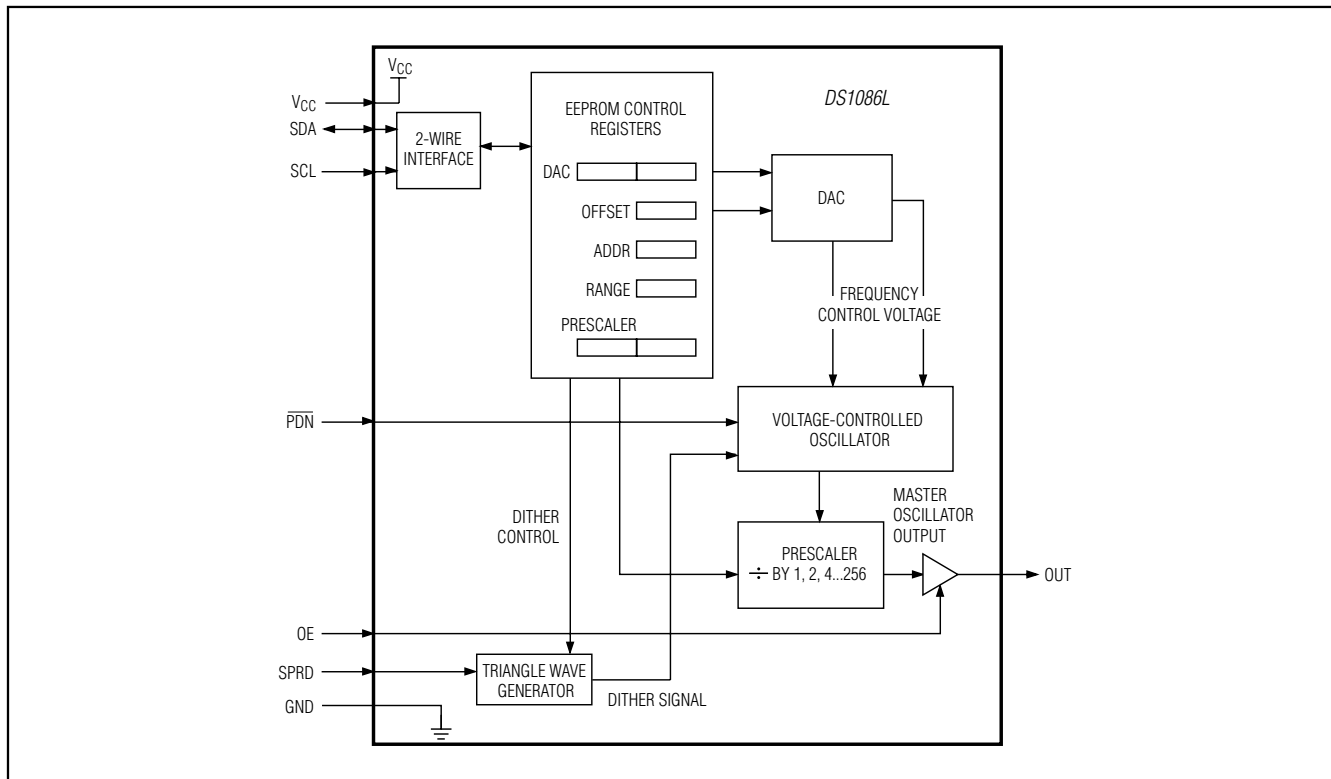 VCC
DS1086L
VCC
EEPROM CONTROL
REGISTERS
SDA
2-WIRE
INTERFACE
SCL
DAC
DAC
OFFSET
ADDR
RANGE
FREQUENCY
CONTROL VOLTAGE
PRESCALER
PDN
VOLTAGE-CONTROLLED
OSCILLATOR
DITHER
CONTROL
MASTER
OSCILLATOR
OUTPUT
PRESCALER
÷ BY 1, 2, 4...256
OUT
OE
SPRD
TRIANGLE WAVE
GENERATOR
DITHER SIGNAL
GND